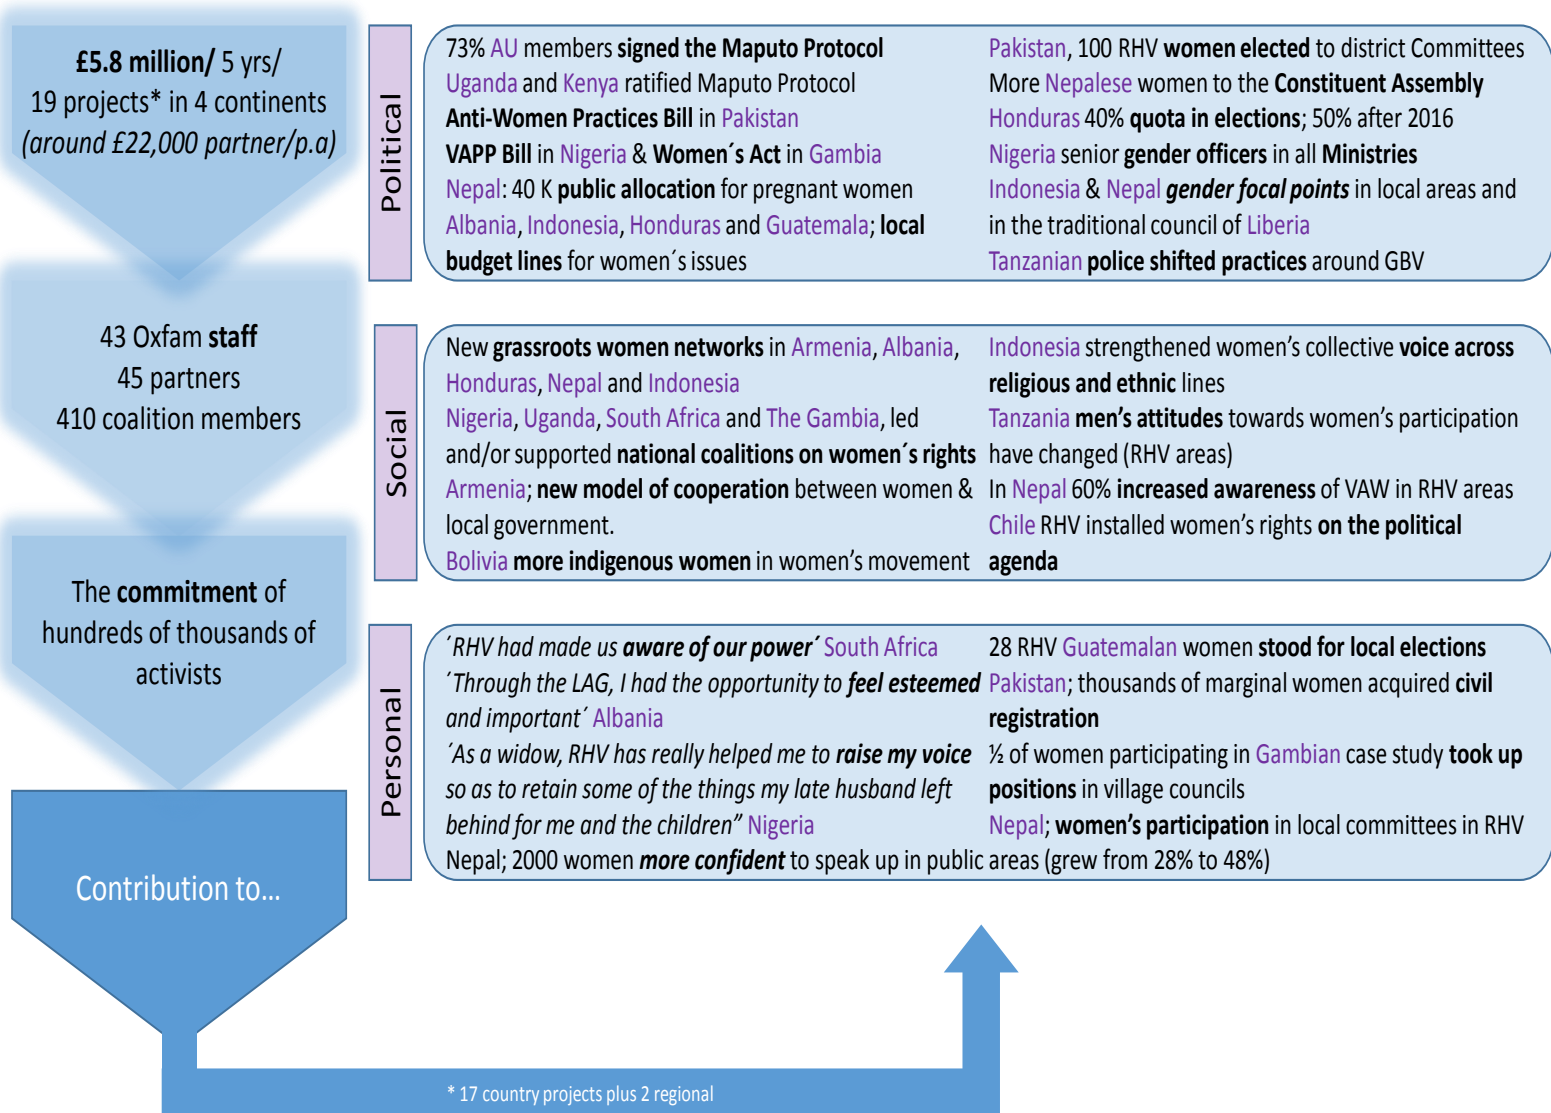 £5.8 million/ 5 yrs/
19 projects* in 4 continents
(around £22,000 partner/p.a)
43 Oxfam staff
45 partners
410 coalition members
The commitment of
hundreds of thousands of
activists
Contribution to...
Political
73% AU members signed the Maputo Protocol
Uganda and Kenya ratified Maputo Protocol
Anti-Women Practices Bill in Pakistan
VAPP Bill in Nigeria & Women´s Act in Gambia
Nepal: 40 K public allocation for pregnant women
Albania, Indonesia, Honduras and Guatemala; local
budget lines for women´s issues
Pakistan, 100 RHV women elected to district Committees
More Nepalese women to the Constituent Assembly
Honduras 40% quota in elections; 50% after 2016
Nigeria senior gender officers in all Ministries
Indonesia & Nepal gender focal points in local areas and
in the traditional council of Liberia
Tanzanian police shifted practices around GBV
Social
New grassroots women networks in Armenia, Albania,
Honduras, Nepal and Indonesia
Nigeria, Uganda, South Africa and The Gambia, led
and/or supported national coalitions on women´s rights
Armenia; new model of cooperation between women &
local government.
Bolivia more indigenous women in women’s movement
Indonesia strengthened women’s collective voice across
religious and ethnic lines
Tanzania men’s attitudes towards women’s participation
have changed (RHV areas)
In Nepal 60% increased awareness of VAW in RHV areas
Chile RHV installed women’s rights on the political
agenda
Personal
´RHV had made us aware of our power´ South Africa
´Through the LAG, I had the opportunity to feel esteemed
and important´ Albania
´As a widow, RHV has really helped me to raise my voice
so as to retain some of the things my late husband left
behind for me and the children” Nigeria
Nepal; 2000 women more confident to speak up in public areas (grew from 28% to 48%)
28 RHV Guatemalan women stood for local elections
Pakistan; thousands of marginal women acquired civil
registration
½ of women participating in Gambian case study took up
positions in village councils
Nepal; women’s participation in local committees in RHV
* 17 country projects plus 2 regional